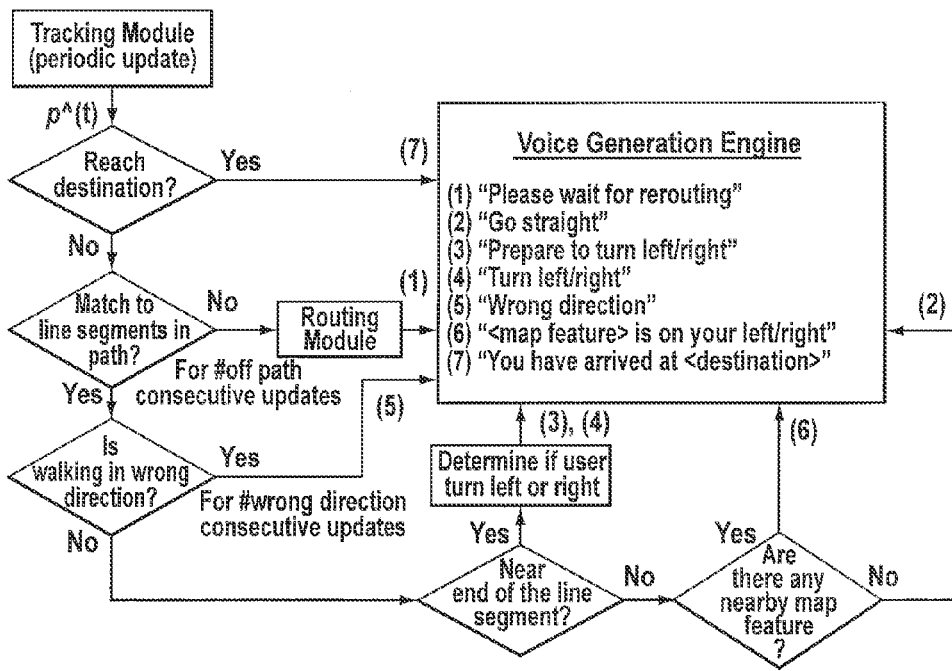 Tracking Module
(periodic update)
p^(t)
Reach
destination?
Yes
(7)
No
Match to
line segments in
path?
No
Routing
Module
(1)
For #off path
consecutive updates
Yes
Is
walking in wrong
direction?
Yes
(5)
For #wrong direction
consecutive updates
No
Voice Generation Engine
(1) “Please wait for rerouting”
(2) “Go straight”
(3) “Prepare to turn left/right”
(4) “Turn left/right”
(5) “Wrong direction”
(6) “<map feature> is on your left/right”
(7) “You have arrived at <destination>”
(2)
(3), (4)
Determine if user
turn left or right
Yes
Near
end of the line
segment?
No
(6)
Yes
Are
there any
nearby map
feature
?
No